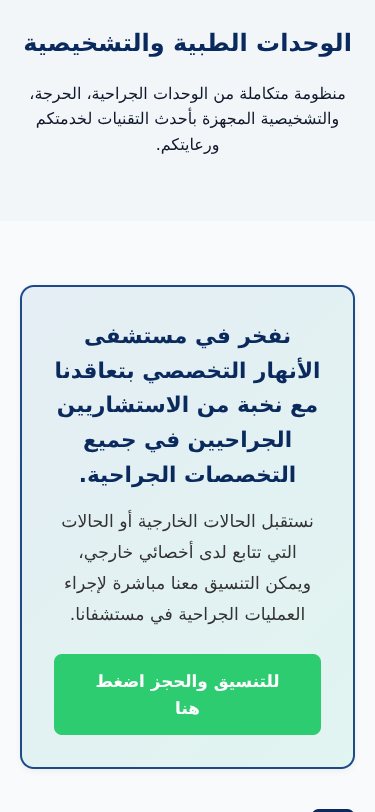 الوحدات الطبية والتشخيصية
منظومة متكاملة من الوحدات الجراحية، الحرجة،
والتشخيصية المجهزة بأحدث التقنيات لخدمتكم
ورعايتكم.
نفخر في مستشفى
الأنهار التخصصي بتعاقدنا
مع نخبة من الاستشاريين
الجراحيين في جميع
التخصصات الجراحية.
نستقبل الحالات الخارجية أو الحالات
التي تتابع لدى أخصائي خارجي،
ويمكن التنسيق معنا مباشرة لإجراء
العمليات الجراحية في مستشفانا.
للتنسيق والحجز اضغط
هنا